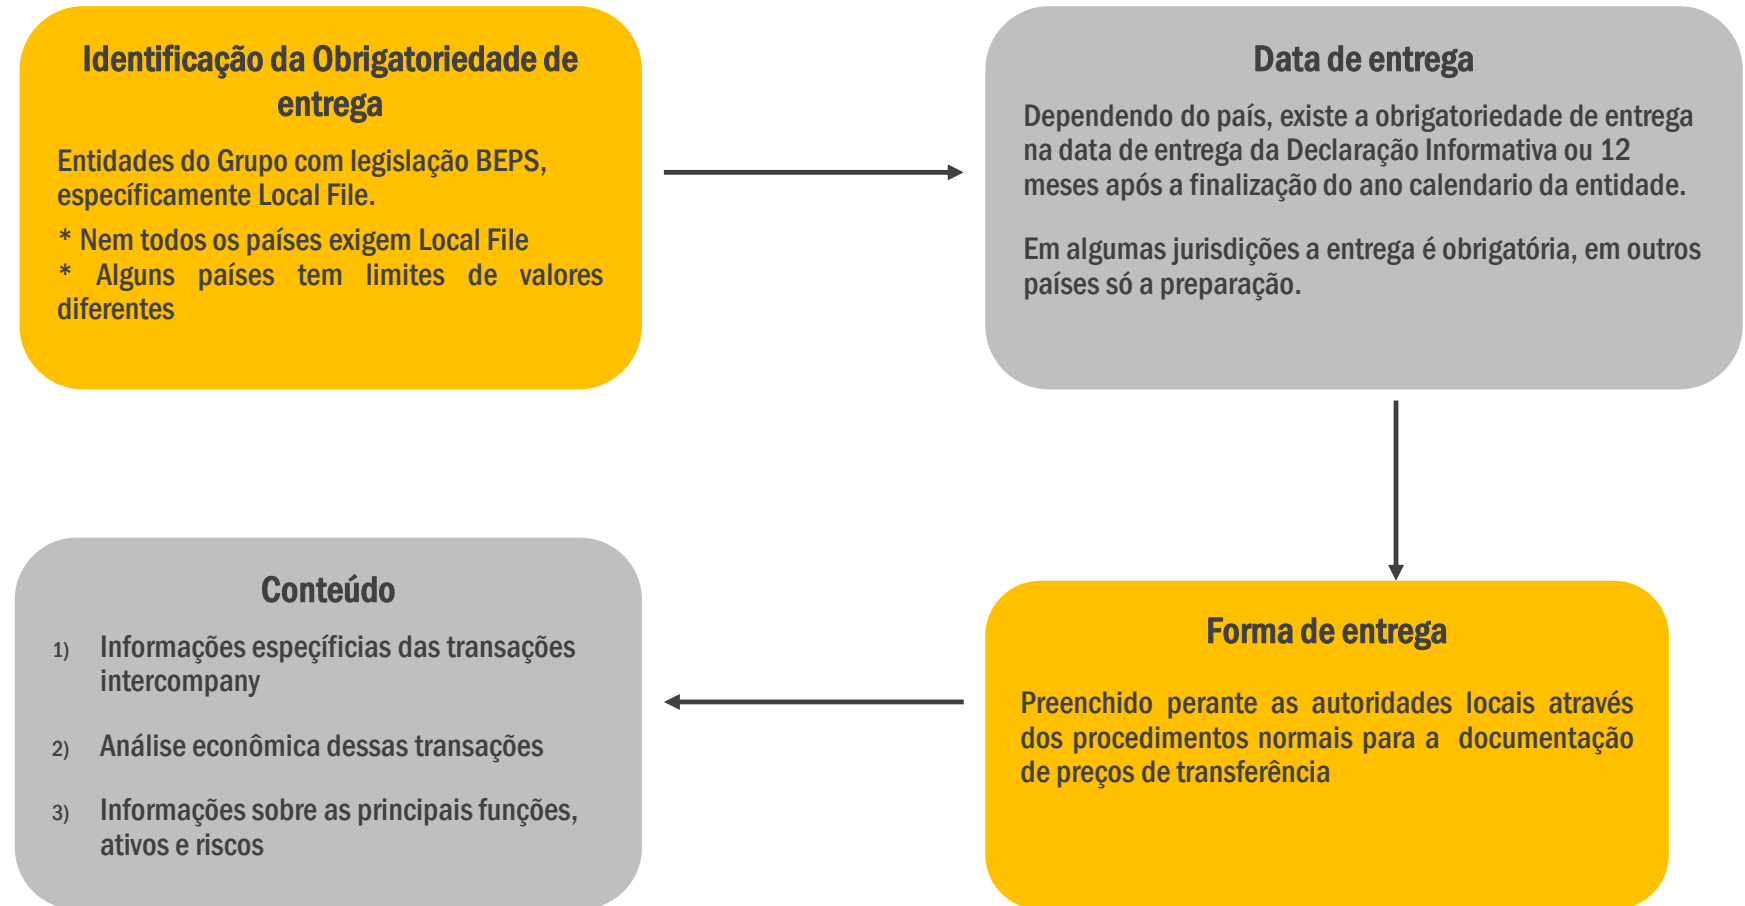 Identificação da Obrigatoriedade de
entrega
Entidades do Grupo com legislação BEPS,
específicamente Local File.
* Nem todos os países exigem Local File
* Alguns países tem limites de valores
diferentes
Data de entrega
Dependendo do país, existe a obrigatoriedade de entrega
na data de entrega da Declaração Informativa ou 12
meses após a finalização do ano calendario da entidade.
Em algumas jurisdições a entrega é obrigatória, em outros
países só a preparação.
Forma de entrega
Preenchido perante as autoridades locais através
dos procedimentos normais para a documentação
de preços de transferência
Conteúdo
1) Informações espeçíficias das transações
intercompany
2) Análise econômica dessas transações
3) Informações sobre as principais funções,
ativos e riscos